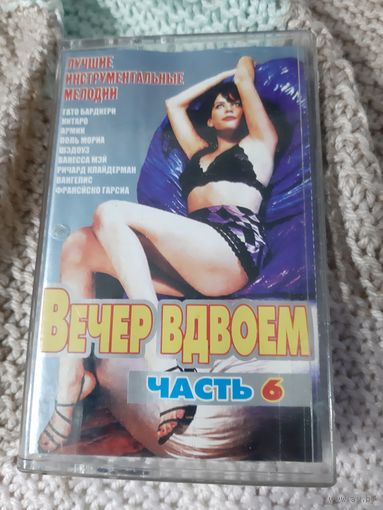 ЛУЧШИЕ
ИНСТРУМЕНТАЛЬНЫЕ
МЕЛОДИИ
ГАТО БАРДИЕРИ
КИТАРО
АРМИК
ПОЛЬ МОРИА
ШЭДОУЗ
ВАНЕССА МЭЙ
РИЧАРД КЛАЙДЕРМАН
ВАНГЕЛИС
ФРАНСИСКО ГАРСИА
ВЕЧЕР ВДВОЕМ
ЧАСТЬ 6